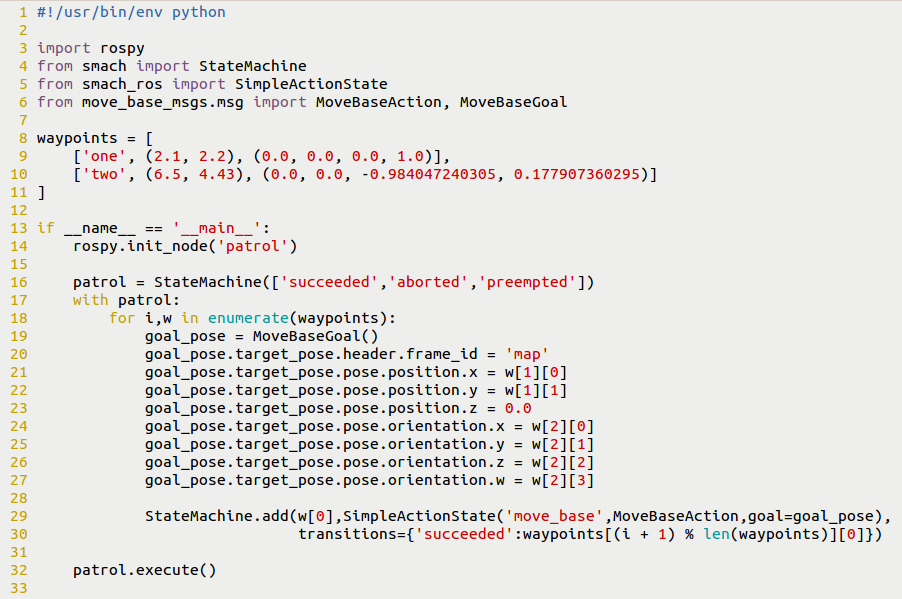 1 #!/usr/bin/env python
2
3 import rospy
4 from smach import StateMachine
5 from smach_ros import SimpleActionState
6 from move_base_msgs.msg import MoveBaseAction, MoveBaseGoal
7
8 waypoints = [
9     ['one', (2.1, 2.2), (0.0, 0.0, 0.0, 1.0)],
10     ['two', (6.5, 4.43), (0.0, 0.0, -0.984047240305, 0.177907360295)]
11 ]
12
13 if __name__ == '__main__':
14     rospy.init_node('patrol')
15
16     patrol = StateMachine(['succeeded','aborted','preempted'])
17     with patrol:
18         for i,w in enumerate(waypoints):
19             goal_pose = MoveBaseGoal()
20             goal_pose.target_pose.header.frame_id = 'map'
21             goal_pose.target_pose.pose.position.x = w[1][0]
22             goal_pose.target_pose.pose.position.y = w[1][1]
23             goal_pose.target_pose.pose.position.z = 0.0
24             goal_pose.target_pose.pose.orientation.x = w[2][0]
25             goal_pose.target_pose.pose.orientation.y = w[2][1]
26             goal_pose.target_pose.pose.orientation.z = w[2][2]
27             goal_pose.target_pose.pose.orientation.w = w[2][3]
28
29             StateMachine.add(w[0],SimpleActionState('move_base',MoveBaseAction,goal=goal_pose),
30                              transitions={'succeeded':waypoints[(i + 1) % len(waypoints)][0]})
31
32     patrol.execute()
33